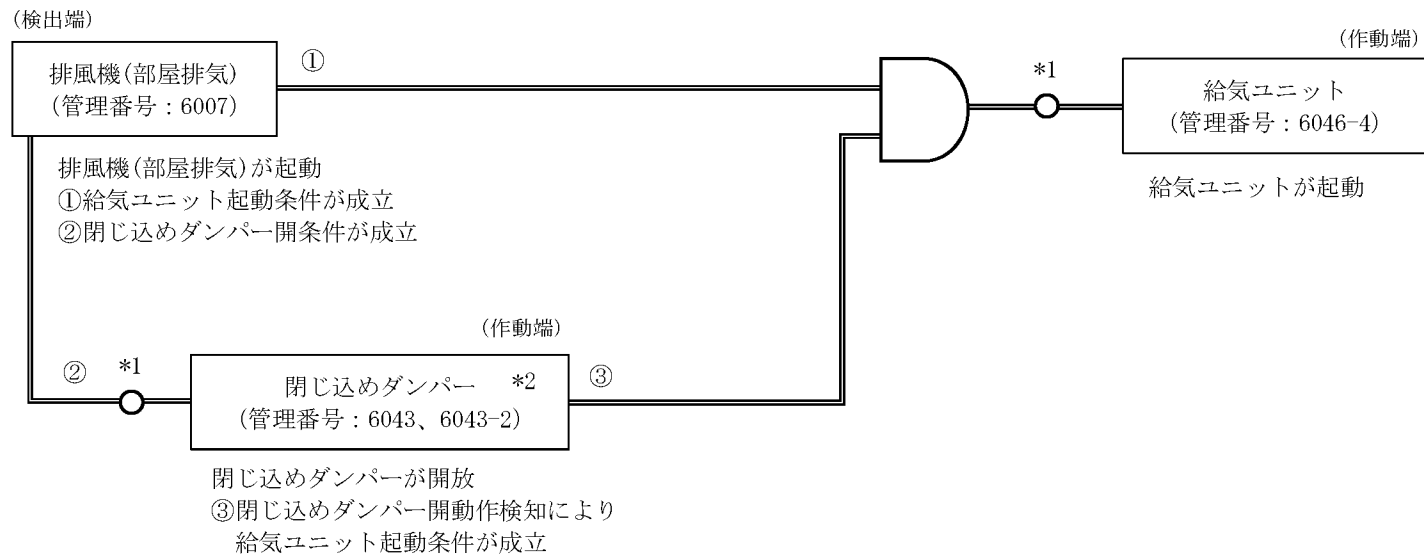 (検出端)
排風機(部屋排気)
(管理番号：6007)
①
排風機(部屋排気)が起動
①給気ユニット起動条件が成立
②閉じ込めダンパー開条件が成立
(作動端)
*1
給気ユニット
(管理番号：6046-4)
給気ユニットが起動
②
*1
(作動端)
閉じ込めダンパー *2
(管理番号：6043、6043-2)
③
閉じ込めダンパーが開放
③閉じ込めダンパー開動作検知により
給気ユニット起動条件が成立